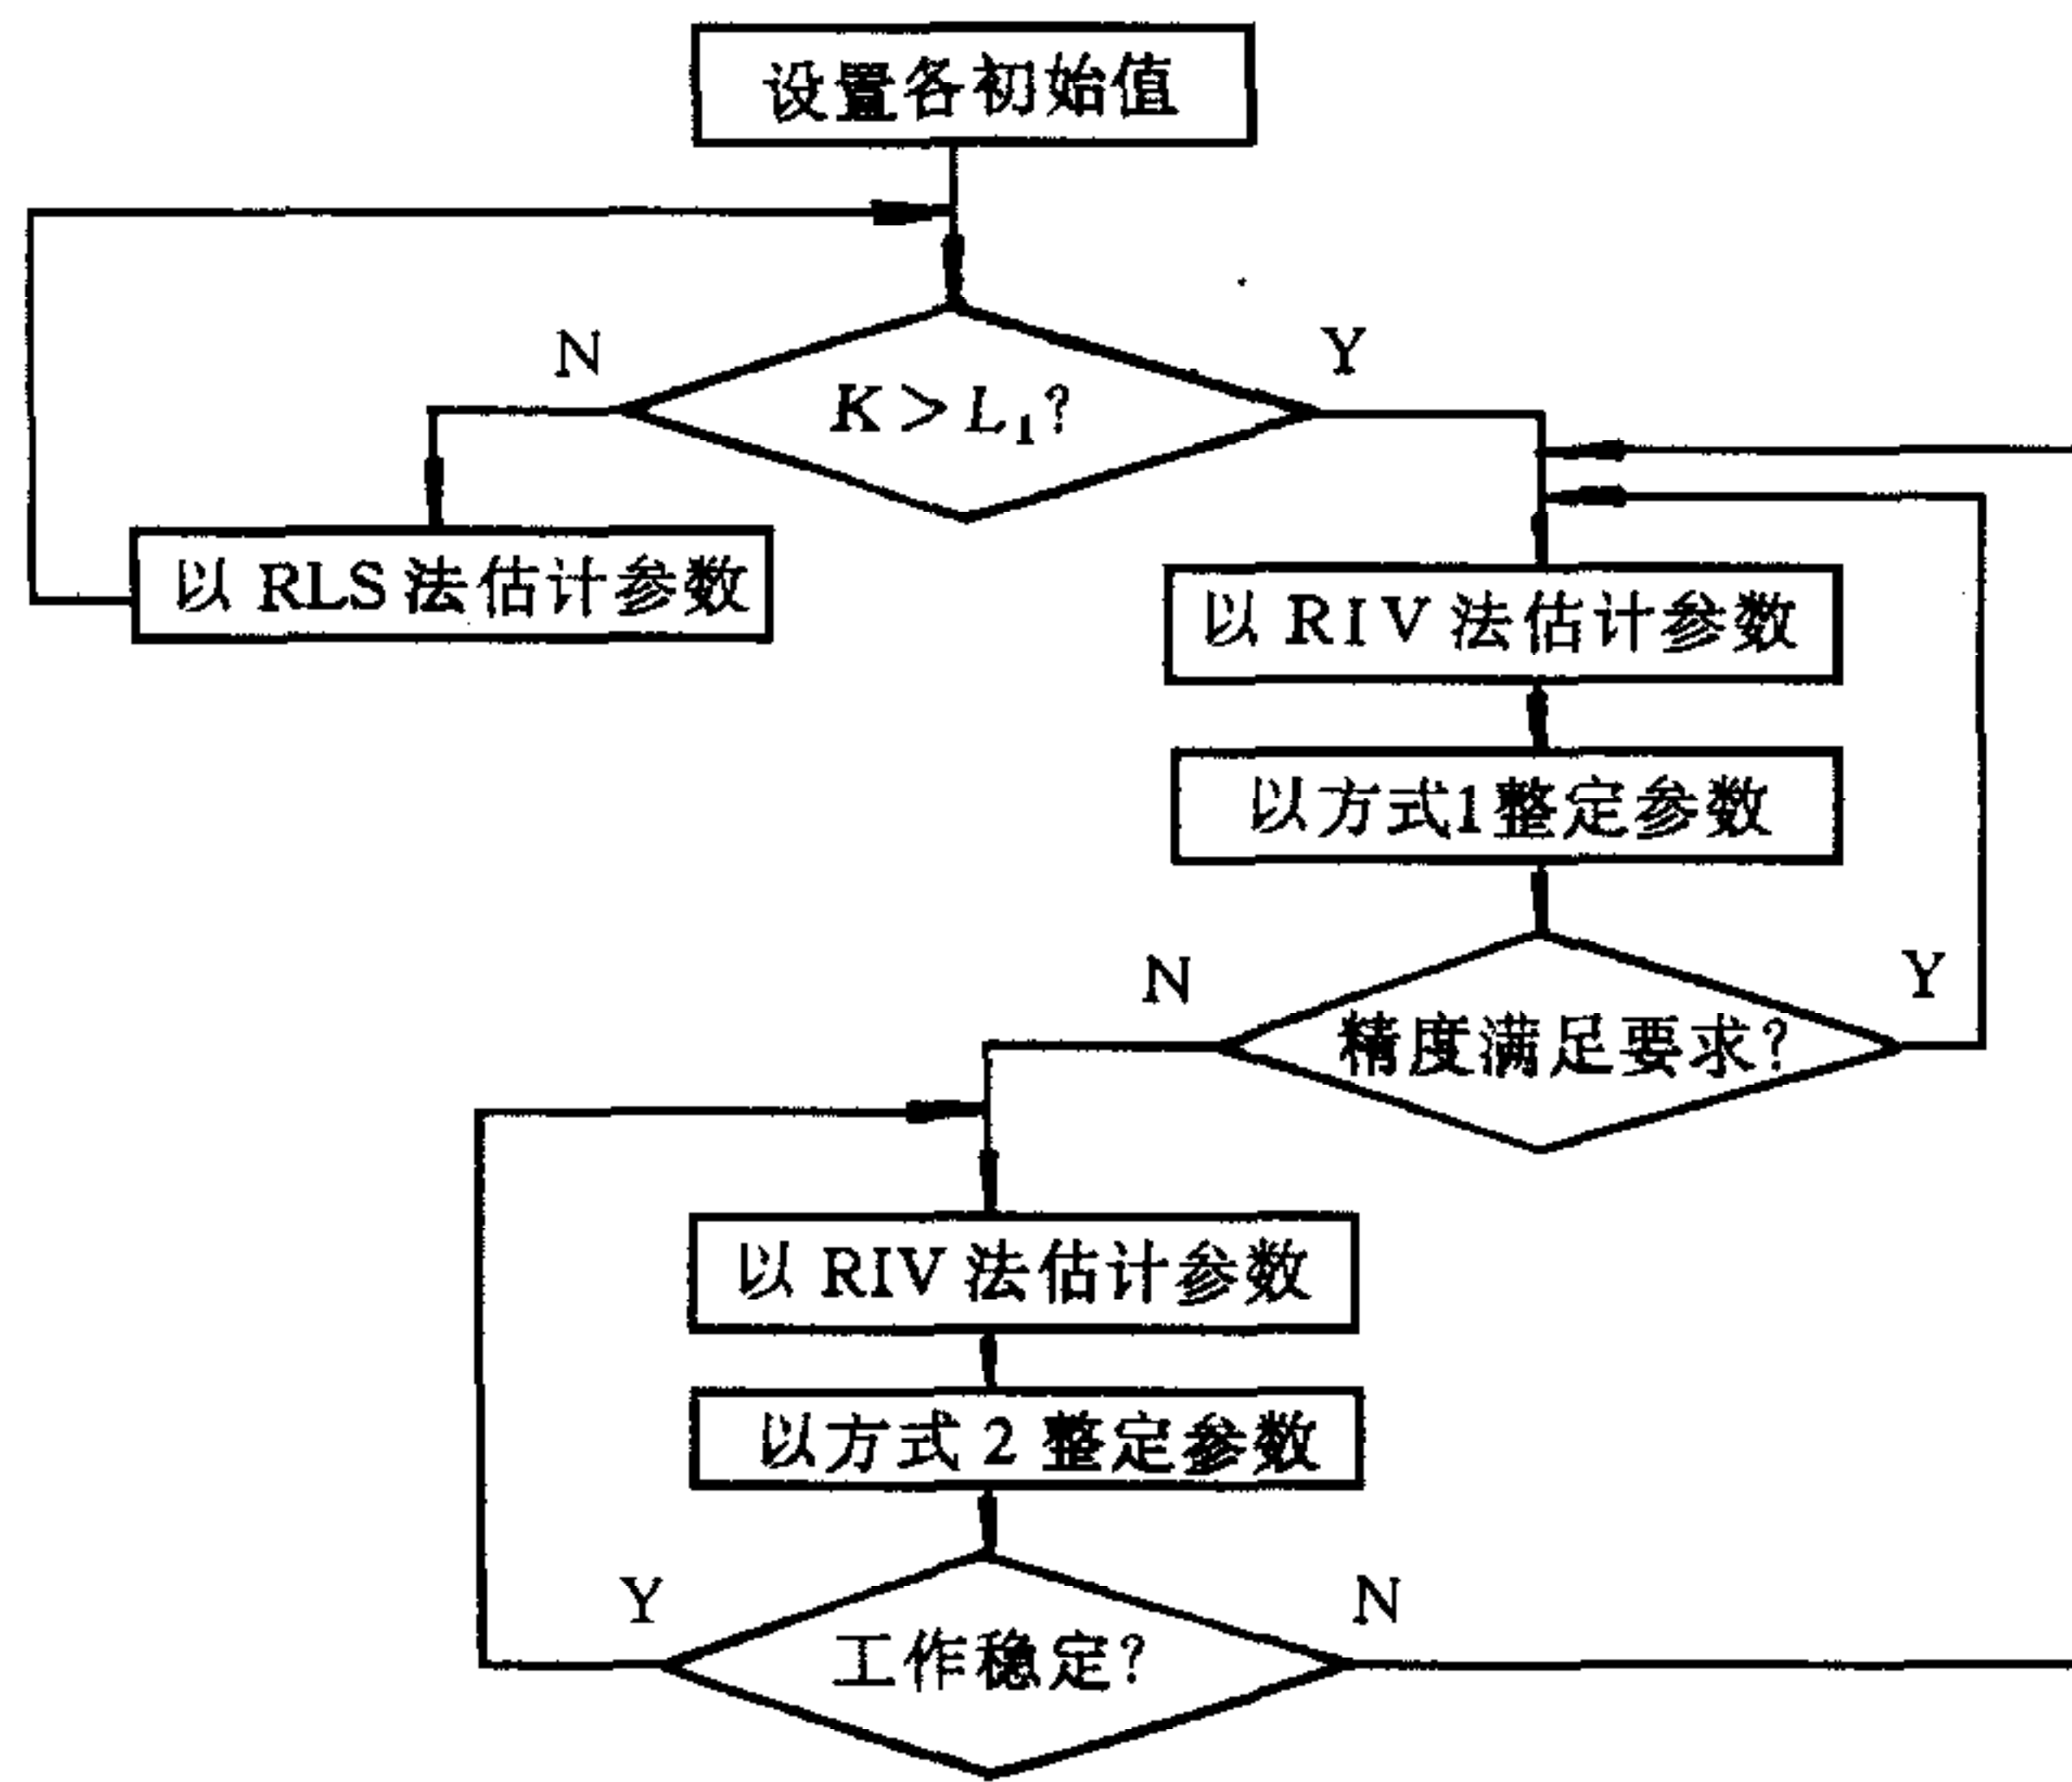 设置各初始值
N
Y
K>L₁?
以 RLS 法估计参数
以 RIV 法估计参数
以方式1整定参数
N
Y
精度满足要求?
以 RIV 法估计参数
以方式 2 整定参数
Y
N
工作稳定?